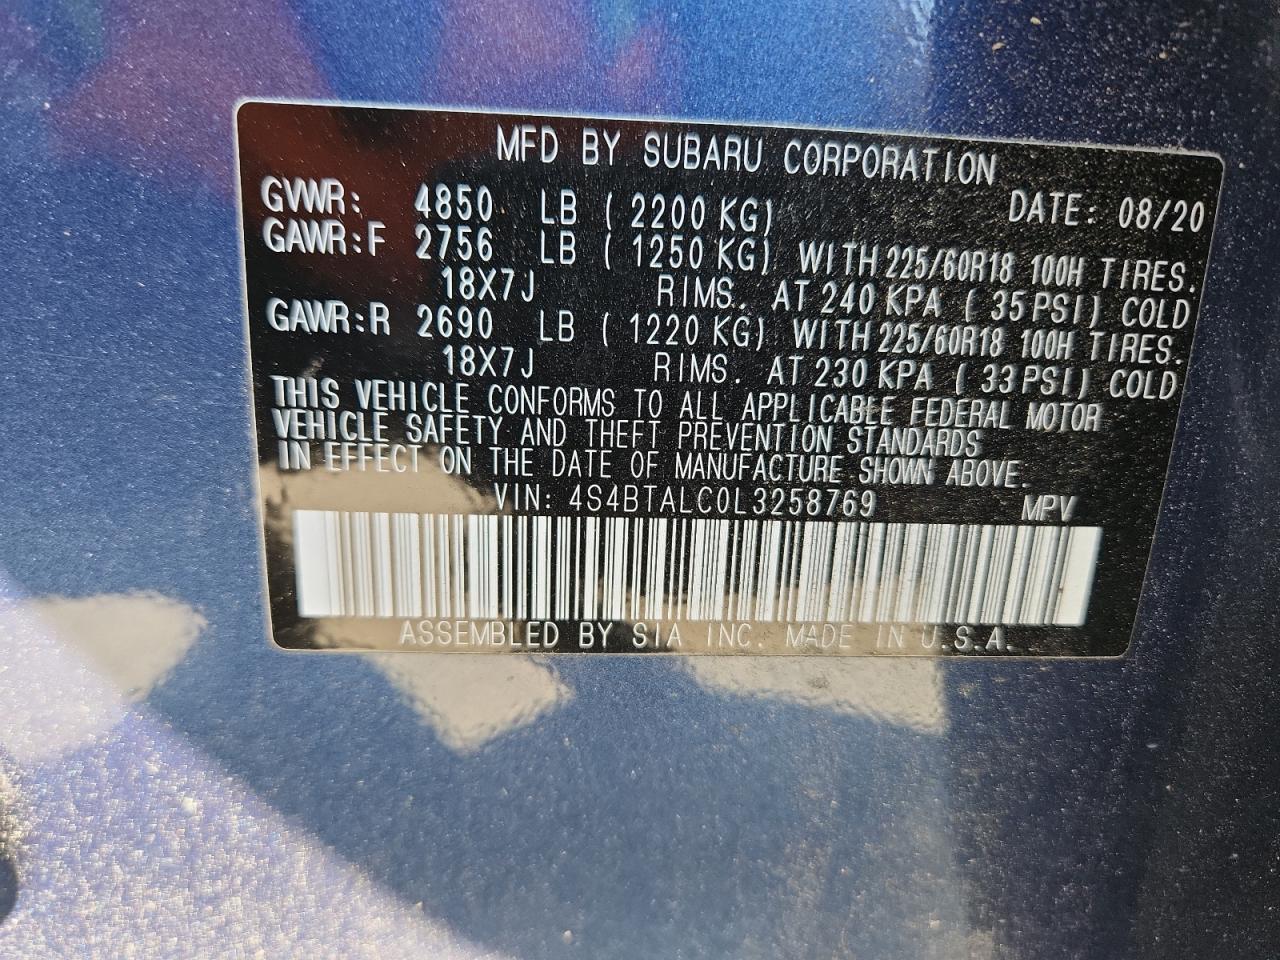 MFD BY SUBARU CORPORATION
GVWR: 4850 LB ( 2200 KG) DATE: 08/20
GAWR:F 2756 LB ( 1250 KG) WITH 225/60R18 100H TIRES.
18X7J RIMS. AT 240 KPA ( 35 PSI) COLD
GAWR:R 2690 LB ( 1220 KG) WITH 225/60R18 100H TIRES.
18X7J RIMS. AT 230 KPA ( 33 PSI) COLD
THIS VEHICLE CONFORMS TO ALL APPLICABLE FEDERAL MOTOR
VEHICLE SAFETY AND THEFT PREVENTION STANDARDS
IN EFFECT ON THE DATE OF MANUFACTURE SHOWN ABOVE.
VIN: 4S4BTALC0L3258769 MPV
ASSEMBLED BY SIA INC. MADE IN U.S.A.